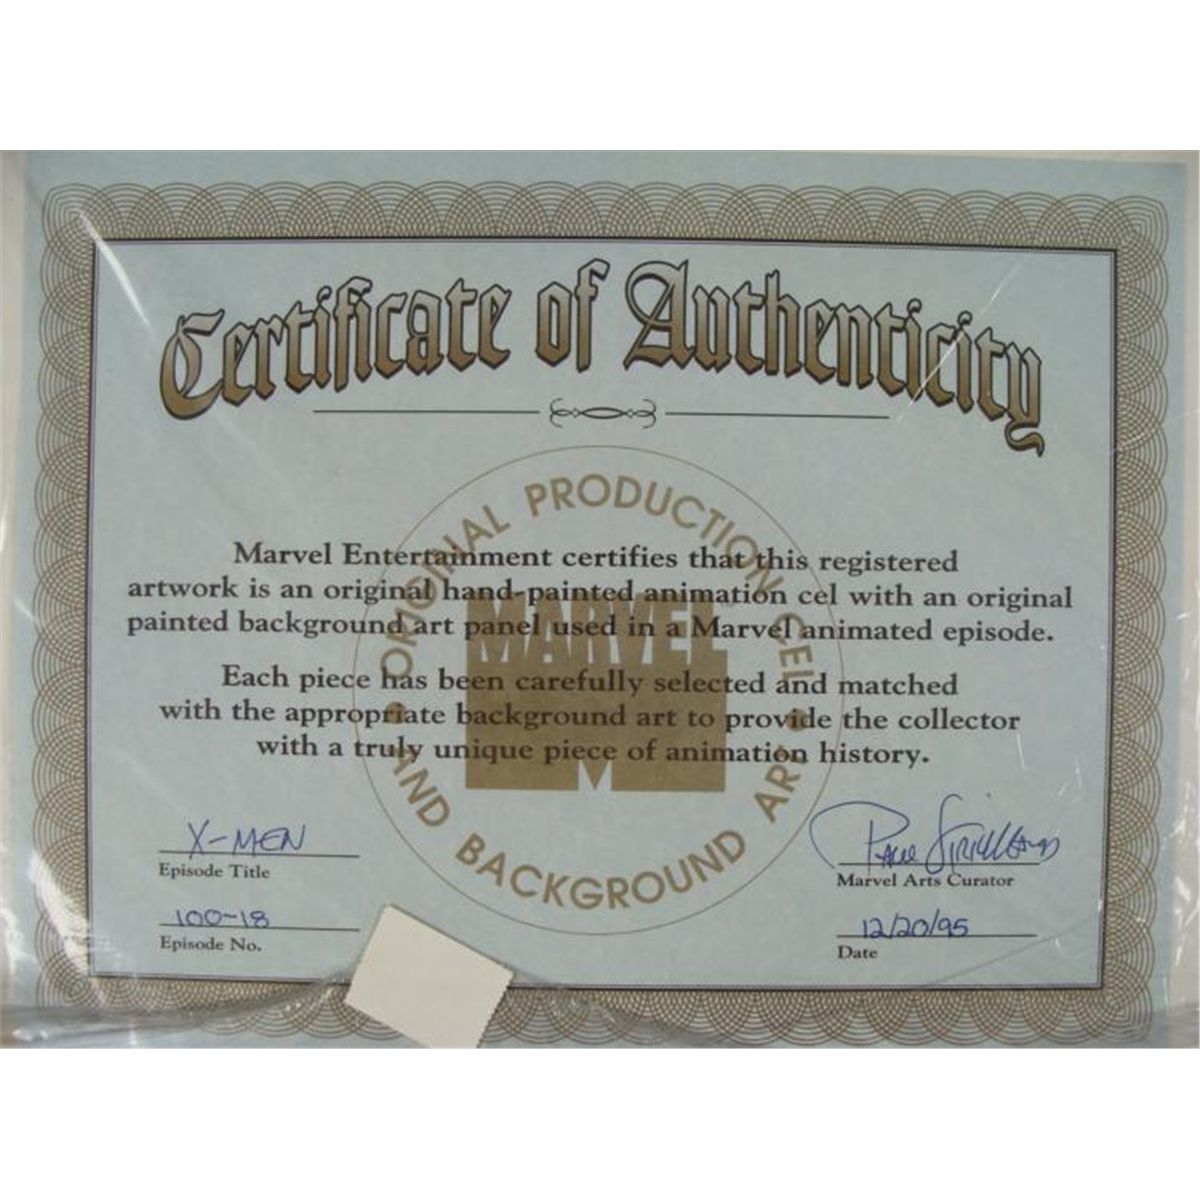 Certificate of Authenticity
ORIGINAL PRODUCTION CEL
Marvel Entertainment certifies that this registered
artwork is an original hand-painted animation cel with an original
painted background art panel used in a Marvel animated episode.
MARVEL
Each piece has been carefully selected and matched
with the appropriate background art to provide the collector
with a truly unique piece of animation history.
• AND BACKGROUND ART •
X-MEN
Episode Title
100-18
Episode No.
Paul Strickland
Marvel Arts Curator
12/20/95
Date